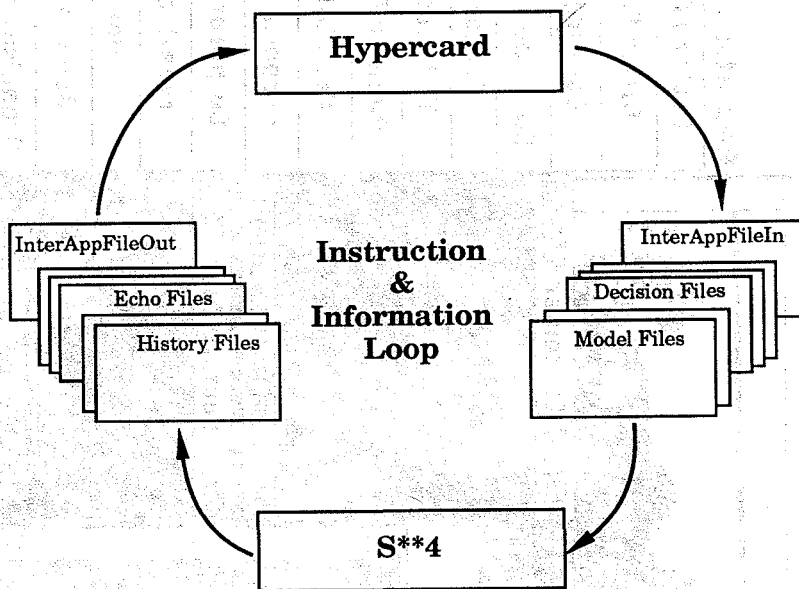 Hypercard
InterAppFileOut
Echo Files
History Files
Instruction
&
Information
Loop
InterAppFileIn
Decision Files
Model Files
S**4